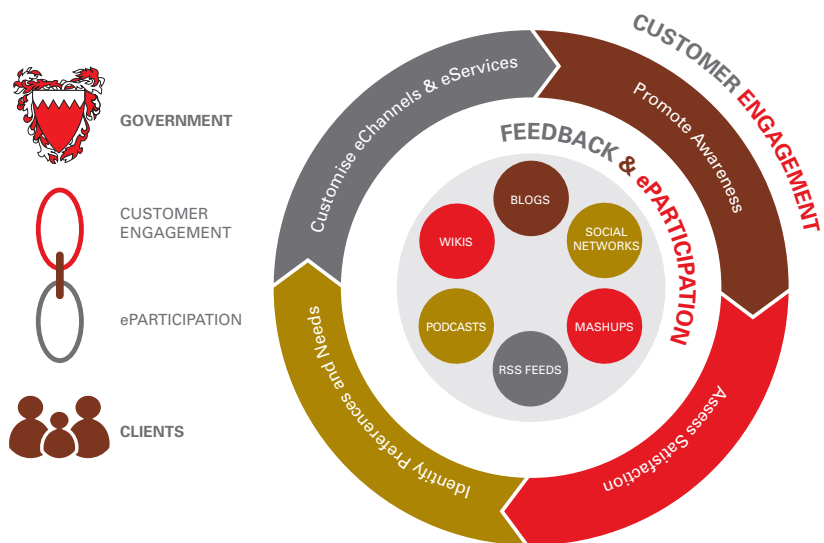 GOVERNMENT
CUSTOMER
ENGAGEMENT
ePARTICIPATION
CLIENTS
CUSTOMER ENGAGEMENT
Customise eChannels & eServices
Promote Awareness
Assess Satisfaction
Identify Preferences and Needs
FEEDBACK & ePARTICIPATION
BLOGS
SOCIAL
NETWORKS
MASHUPS
RSS FEEDS
PODCASTS
WIKIS